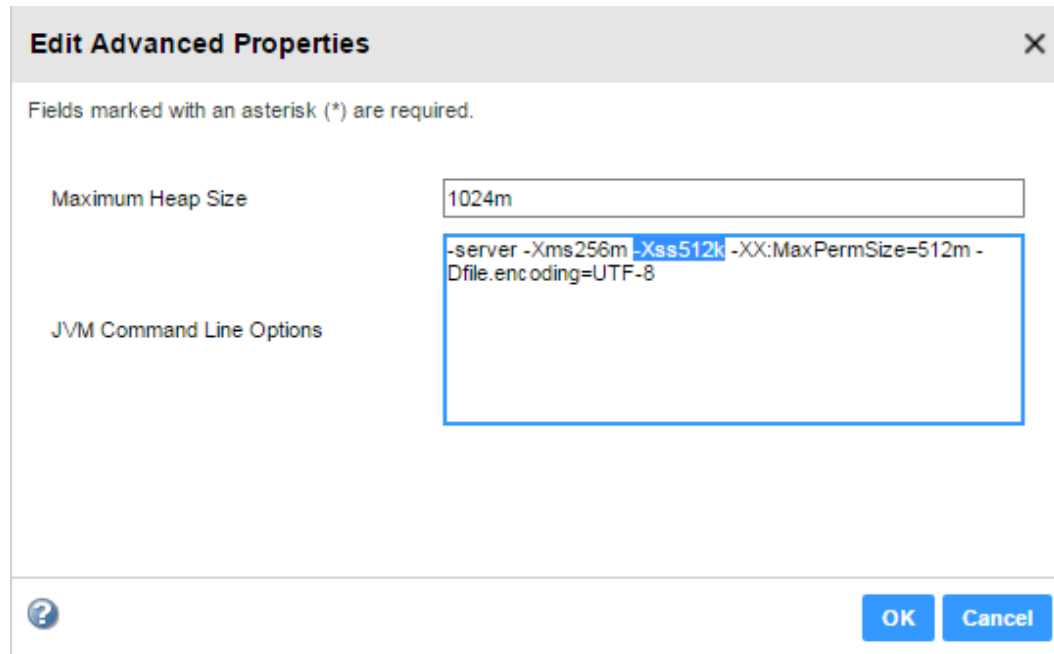 Edit Advanced Properties
Fields marked with an asterisk (*) are required.
Maximum Heap Size
1024m
-server -Xms256m -Xss512k -XX:MaxPermSize=512m -
Dfile.encoding=UTF-8
JVM Command Line Options
OK
Cancel